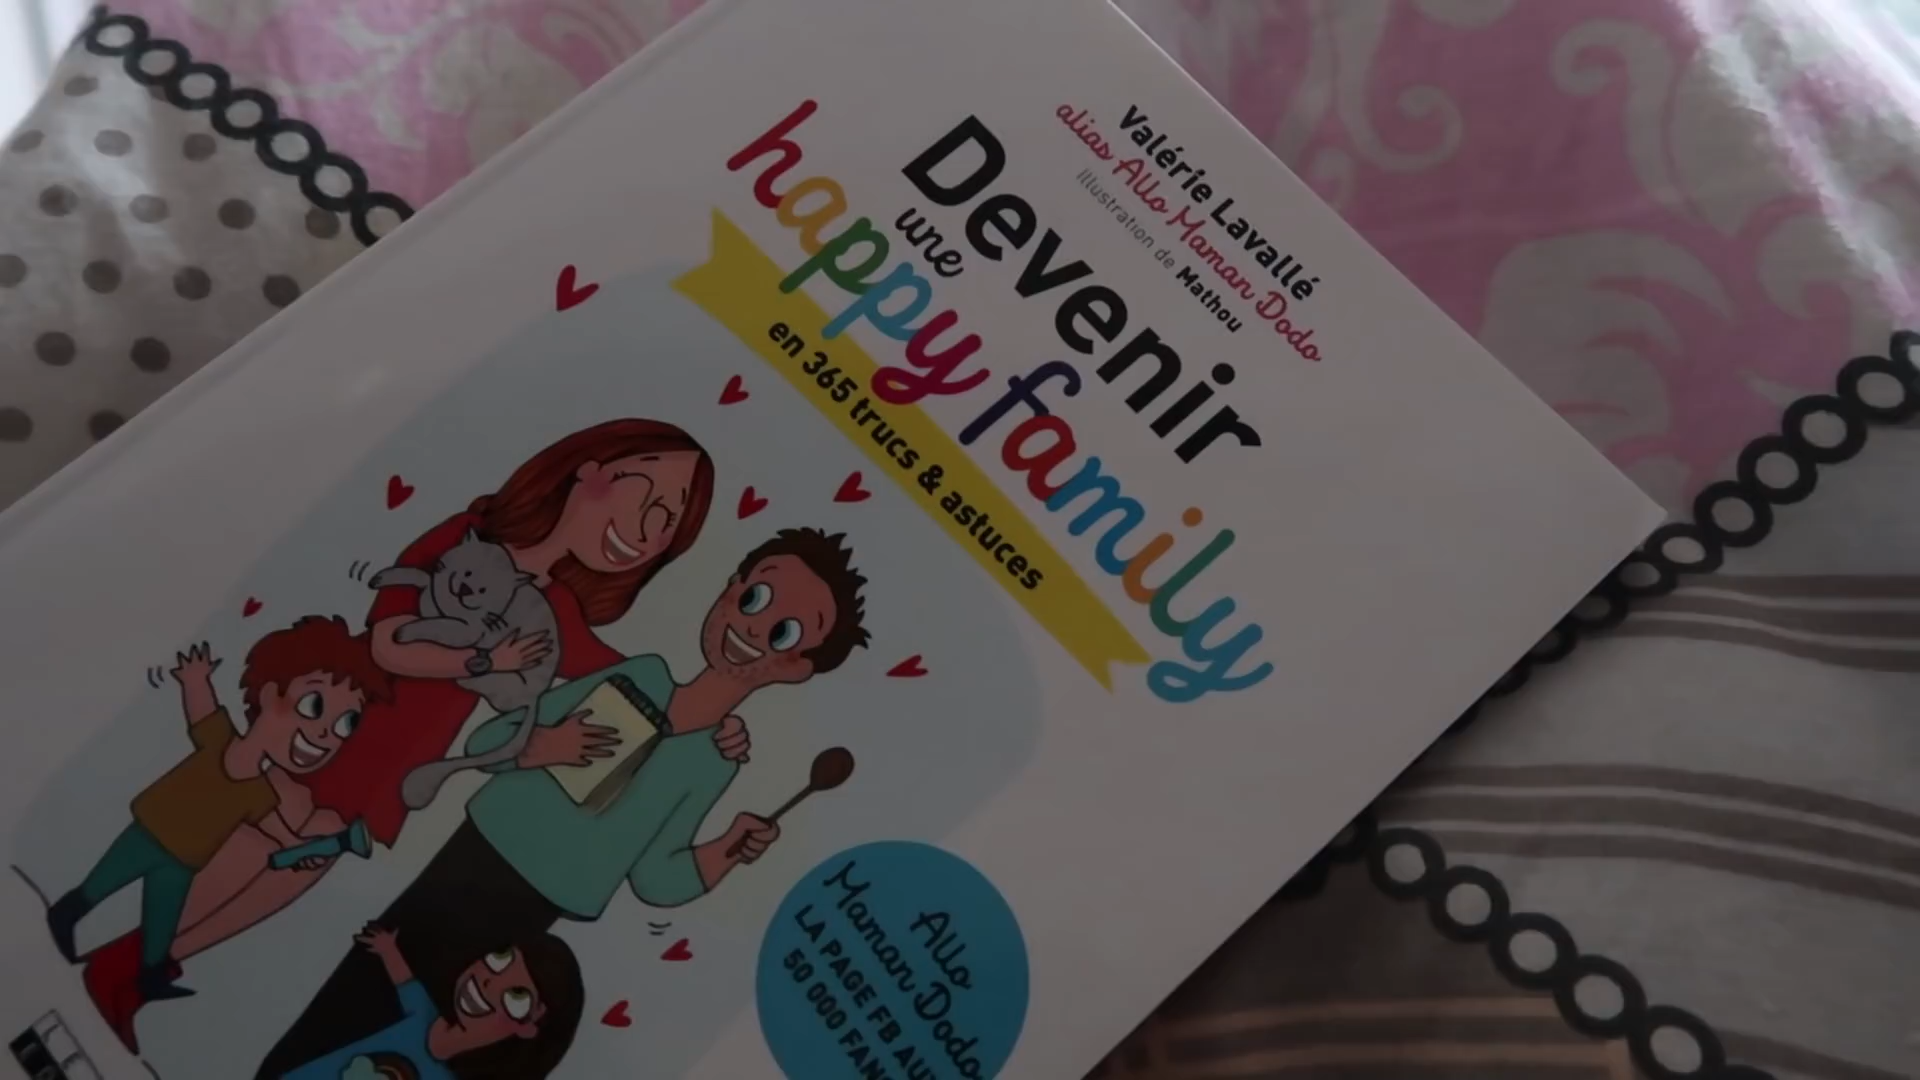 Valérie Lavallé
alias Allo Maman Dodo
Illustration de Mathou
Devenir
une
happy family
en 365 trucs & astuces
Allo
Maman Dodo
LA PAGE FB AUX
50 000 FANS